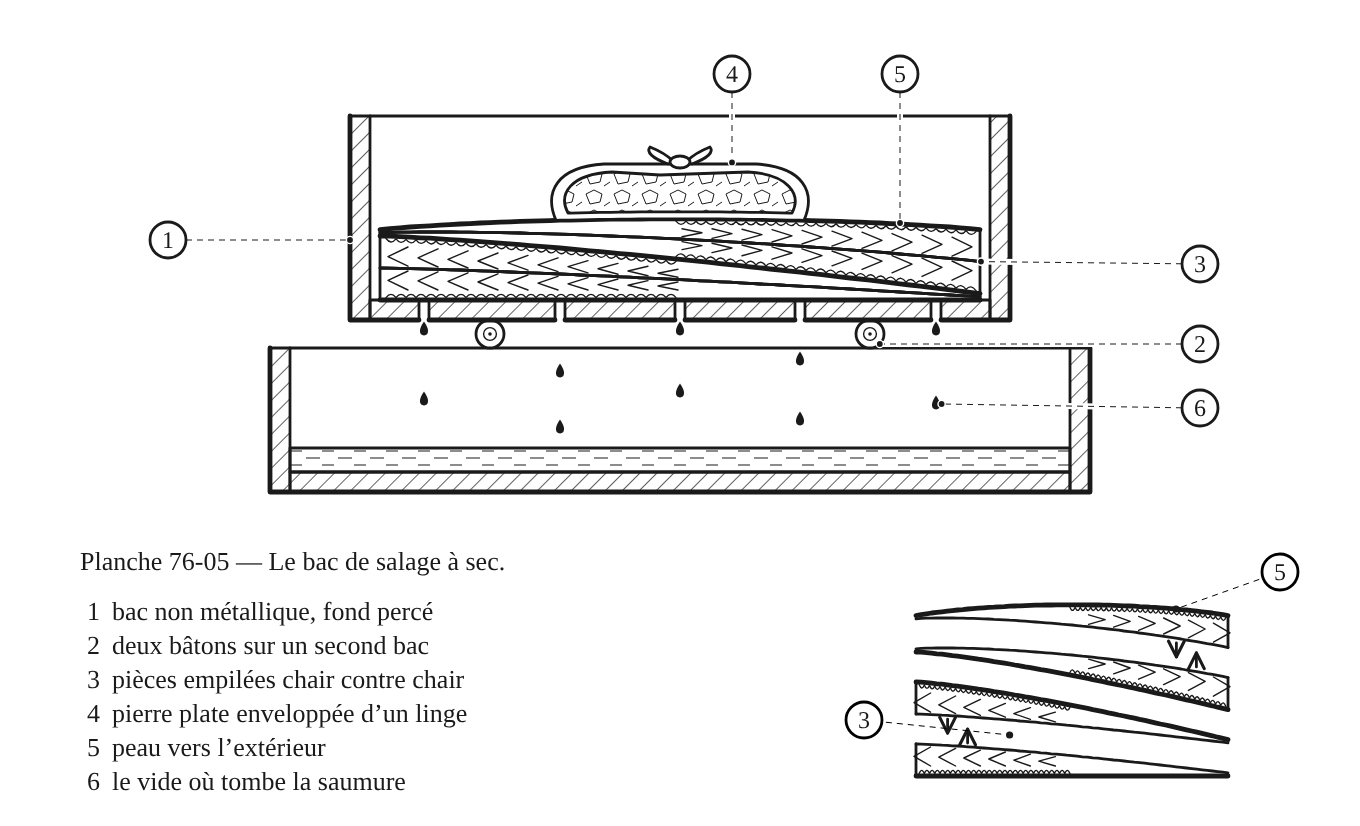 4
5
1
3
2
6
Planche 76-05 — Le bac de salage à sec.
1 bac non métallique, fond percé
2 deux bâtons sur un second bac
3 pièces empilées chair contre chair
4 pierre plate enveloppée d’un linge
5 peau vers l’extérieur
6 le vide où tombe la saumure
5
3